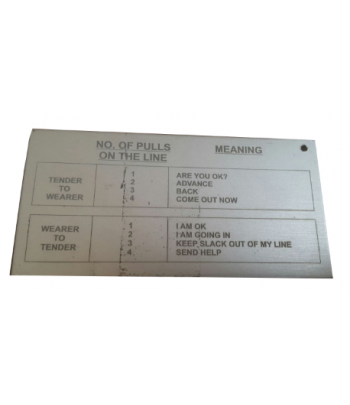 NO. OF PULLS ON THE LINE MEANING
TENDER TO WEARER
1 ARE YOU OK?
2 ADVANCE
3 BACK
4 COME OUT NOW
WEARER TO TENDER
1 I AM OK
2 I AM GOING IN
3 KEEP SLACK OUT OF MY LINE
4 SEND HELP